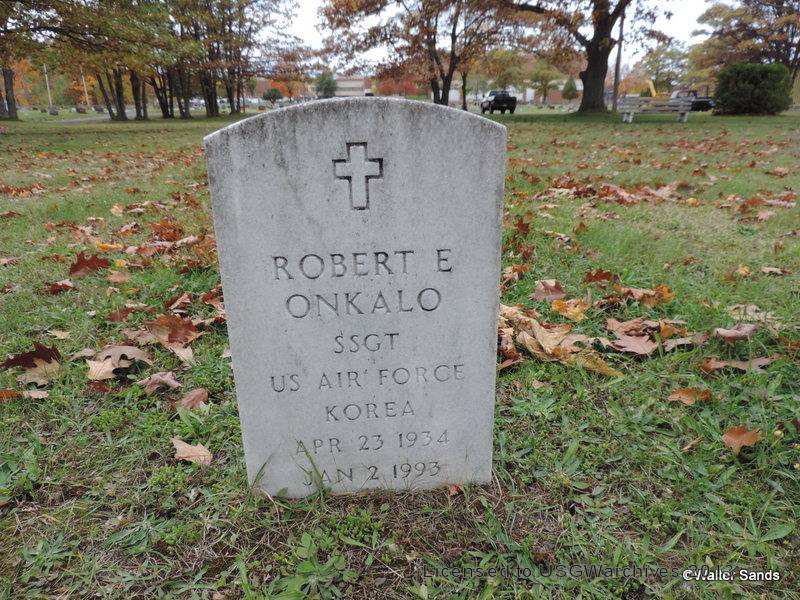 ROBERT E
ONKALO
SSGT
US AIR FORCE
KOREA
APR 23 1934
JAN 2 1993
Licensed to USGWarchives
©Walter Sands